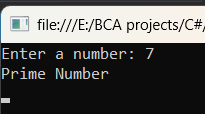 file:///E:/BCA projects/C#/
Enter a number: 7
Prime Number